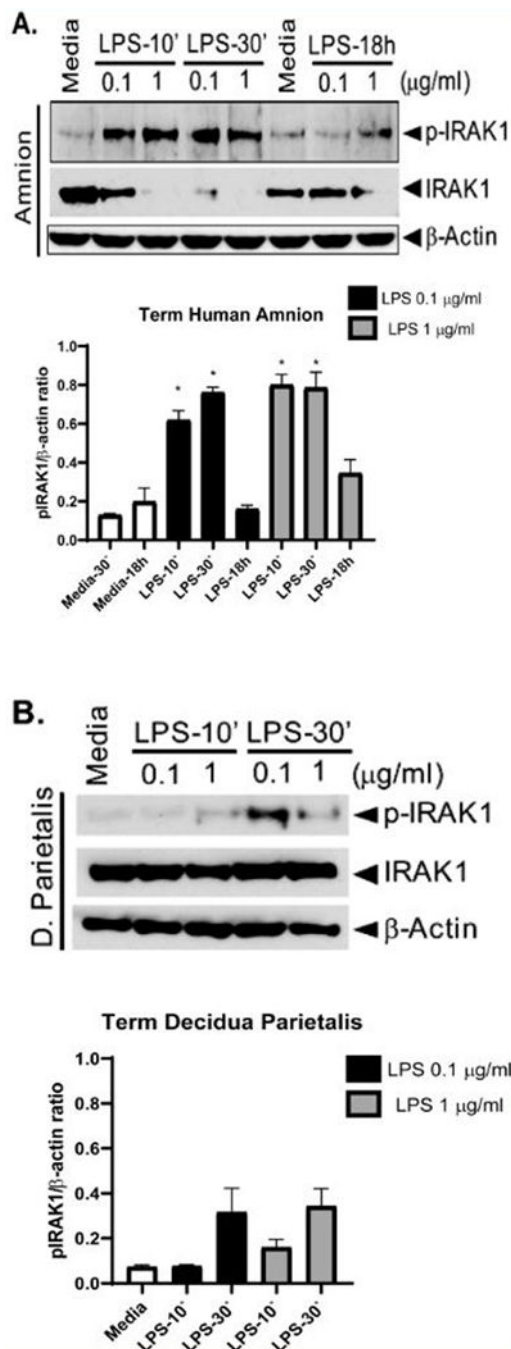 A.
Media LPS-10' LPS-30' Media LPS-18h
0.1 1 0.1 1 0.1 1 (μg/ml)
Amnion
p-IRAK1
IRAK1
β-Actin
LPS 0.1 μg/ml
LPS 1 μg/ml
Term Human Amnion
pIRAK1/β-actin ratio
1.0
0.8
0.6
0.4
0.2
0.0
* * * *
Media-30' Media-18h LPS-10' LPS-30' LPS-18h LPS-10' LPS-30' LPS-18h
B.
Media LPS-10' LPS-30'
0.1 1 0.1 1 (μg/ml)
D. Parietalis
p-IRAK1
IRAK1
β-Actin
Term Decidua Parietalis
LPS 0.1 μg/ml
LPS 1 μg/ml
pIRAK1/β-actin ratio
1.0
0.8
0.6
0.4
0.2
0.0
Media LPS-10' LPS-30' LPS-10' LPS-30'